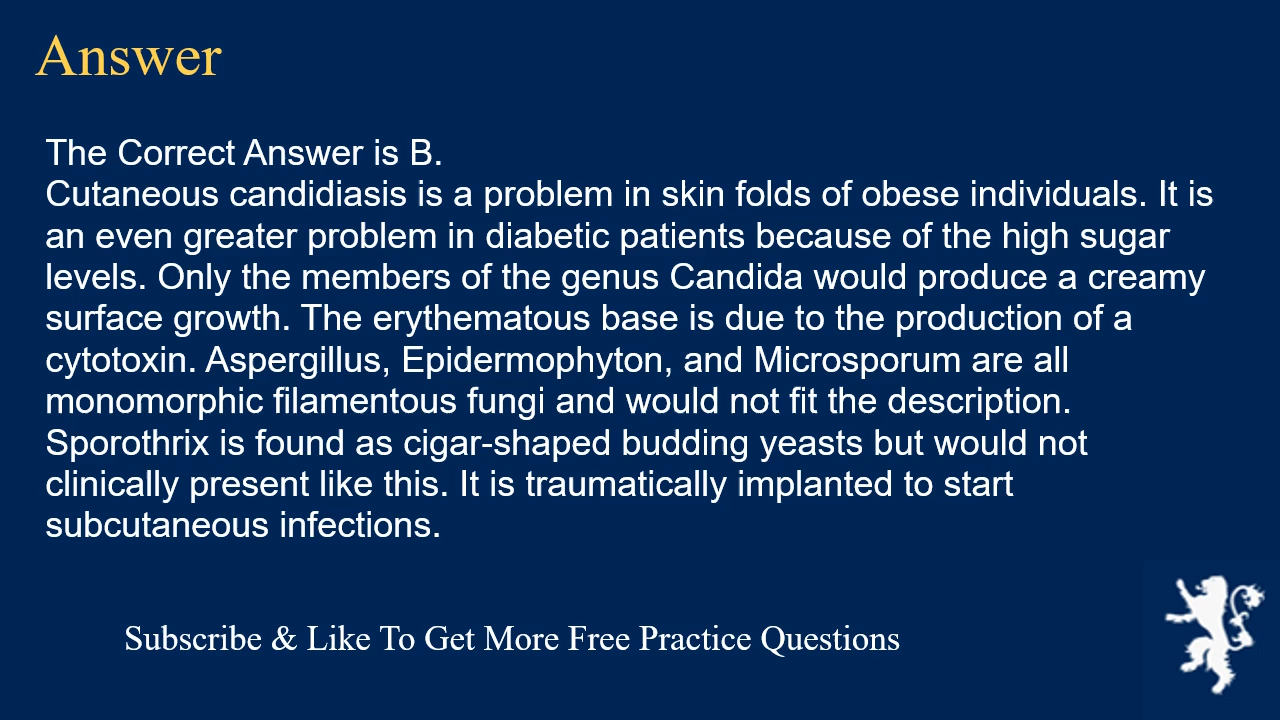 Answer
The Correct Answer is B.
Cutaneous candidiasis is a problem in skin folds of obese individuals. It is
an even greater problem in diabetic patients because of the high sugar
levels. Only the members of the genus Candida would produce a creamy
surface growth. The erythematous base is due to the production of a
cytotoxin. Aspergillus, Epidermophyton, and Microsporum are all
monomorphic filamentous fungi and would not fit the description.
Sporothrix is found as cigar-shaped budding yeasts but would not
clinically present like this. It is traumatically implanted to start
subcutaneous infections.
Subscribe & Like To Get More Free Practice Questions